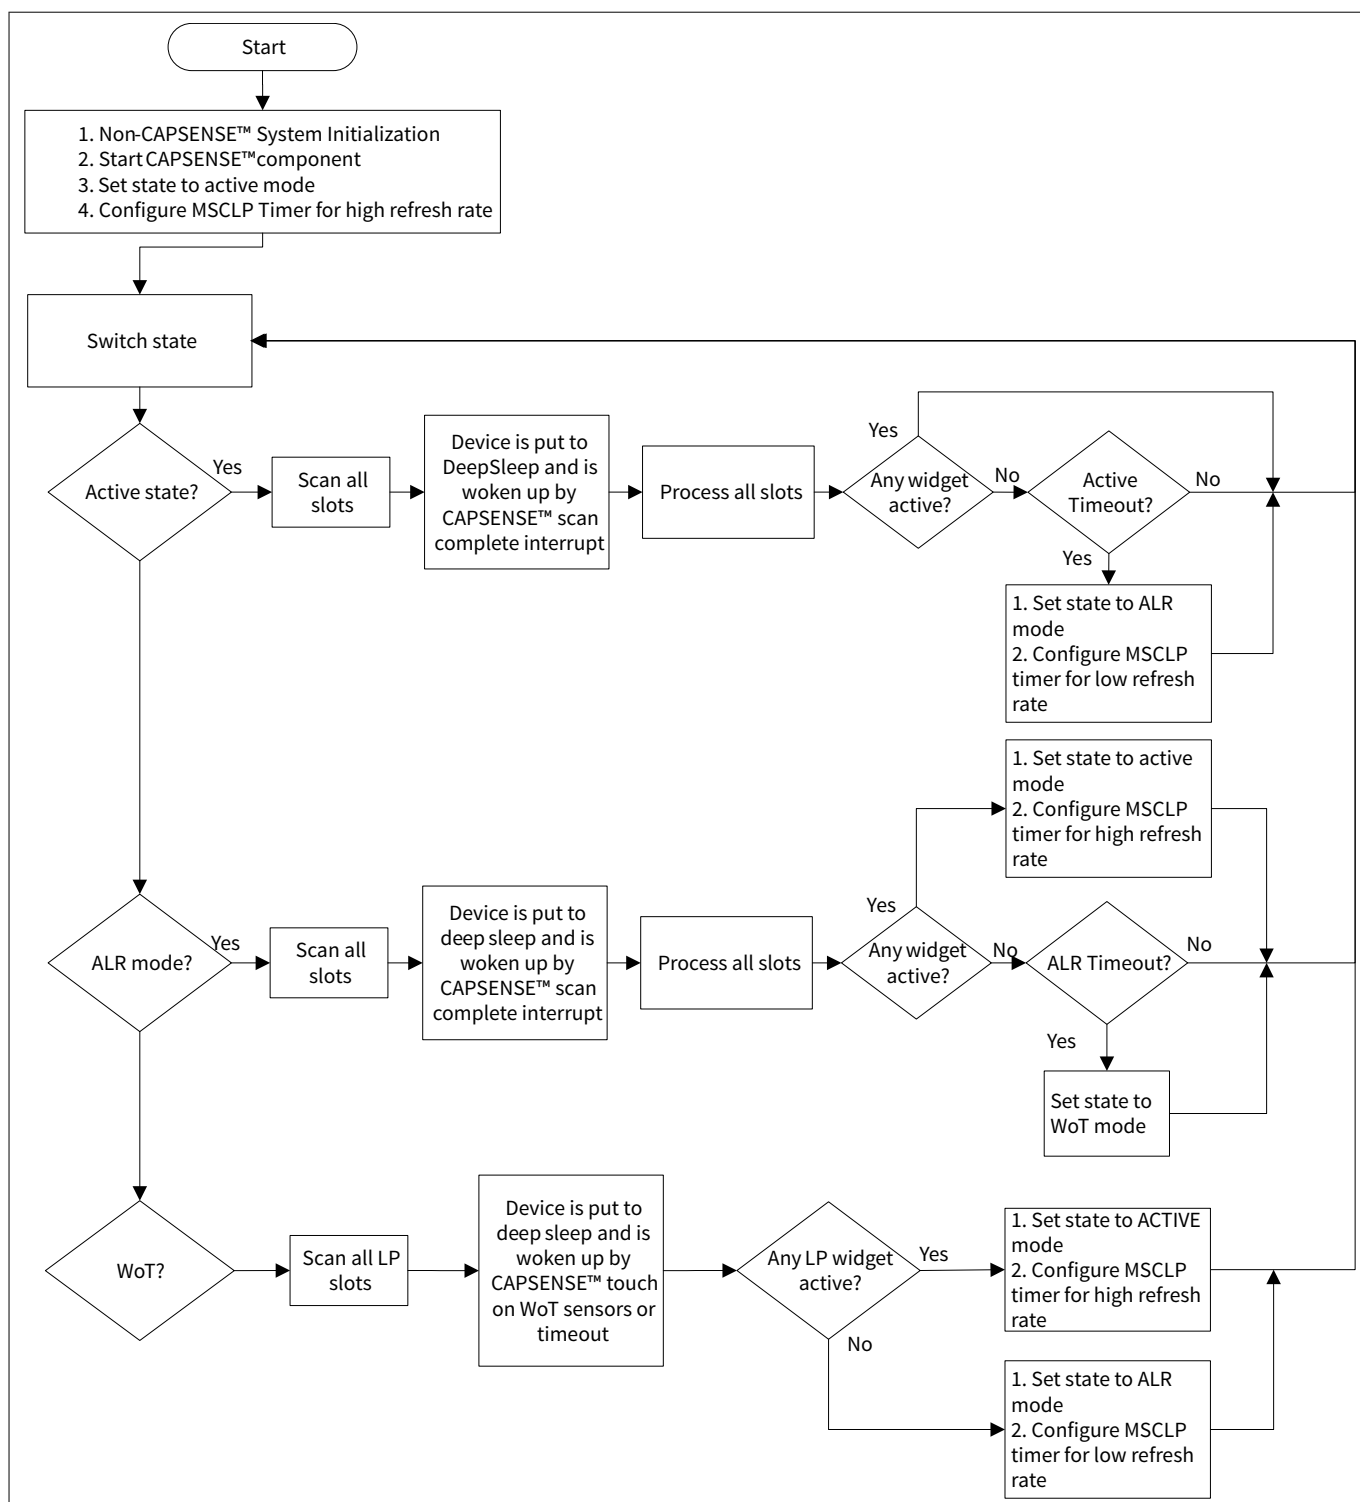 Start
1. Non-CAPSENSE™ System Initialization
2. Start CAPSENSE™ component
3. Set state to active mode
4. Configure MSCLP Timer for high refresh rate
Switch state
Active state?
Yes
Scan all
slots
Device is put to
DeepSleep and is
woken up by
CAPSENSE™ scan
complete interrupt
Process all slots
Yes
Any widget
active?
No
Active
Timeout?
No
Yes
1. Set state to ALR
mode
2. Configure MSCLP
timer for low refresh
rate
1. Set state to active
mode
2. Configure MSCLP
timer for high refresh
rate
ALR mode?
Yes
Scan all
slots
Device is put to
deep sleep and is
woken up by
CAPSENSE™ scan
complete interrupt
Process all slots
Yes
Any widget
active?
No
ALR Timeout?
No
Yes
Set state to
WoT mode
WoT?
Scan all LP
slots
Device is put to
deep sleep and is
woken up by
CAPSENSE™ touch
on WoT sensors or
timeout
Any LP widget
active?
Yes
1. Set state to ACTIVE
mode
2. Configure MSCLP
timer for high refresh
rate
No
1. Set state to ALR
mode
2. Configure MSCLP
timer for low refresh
rate